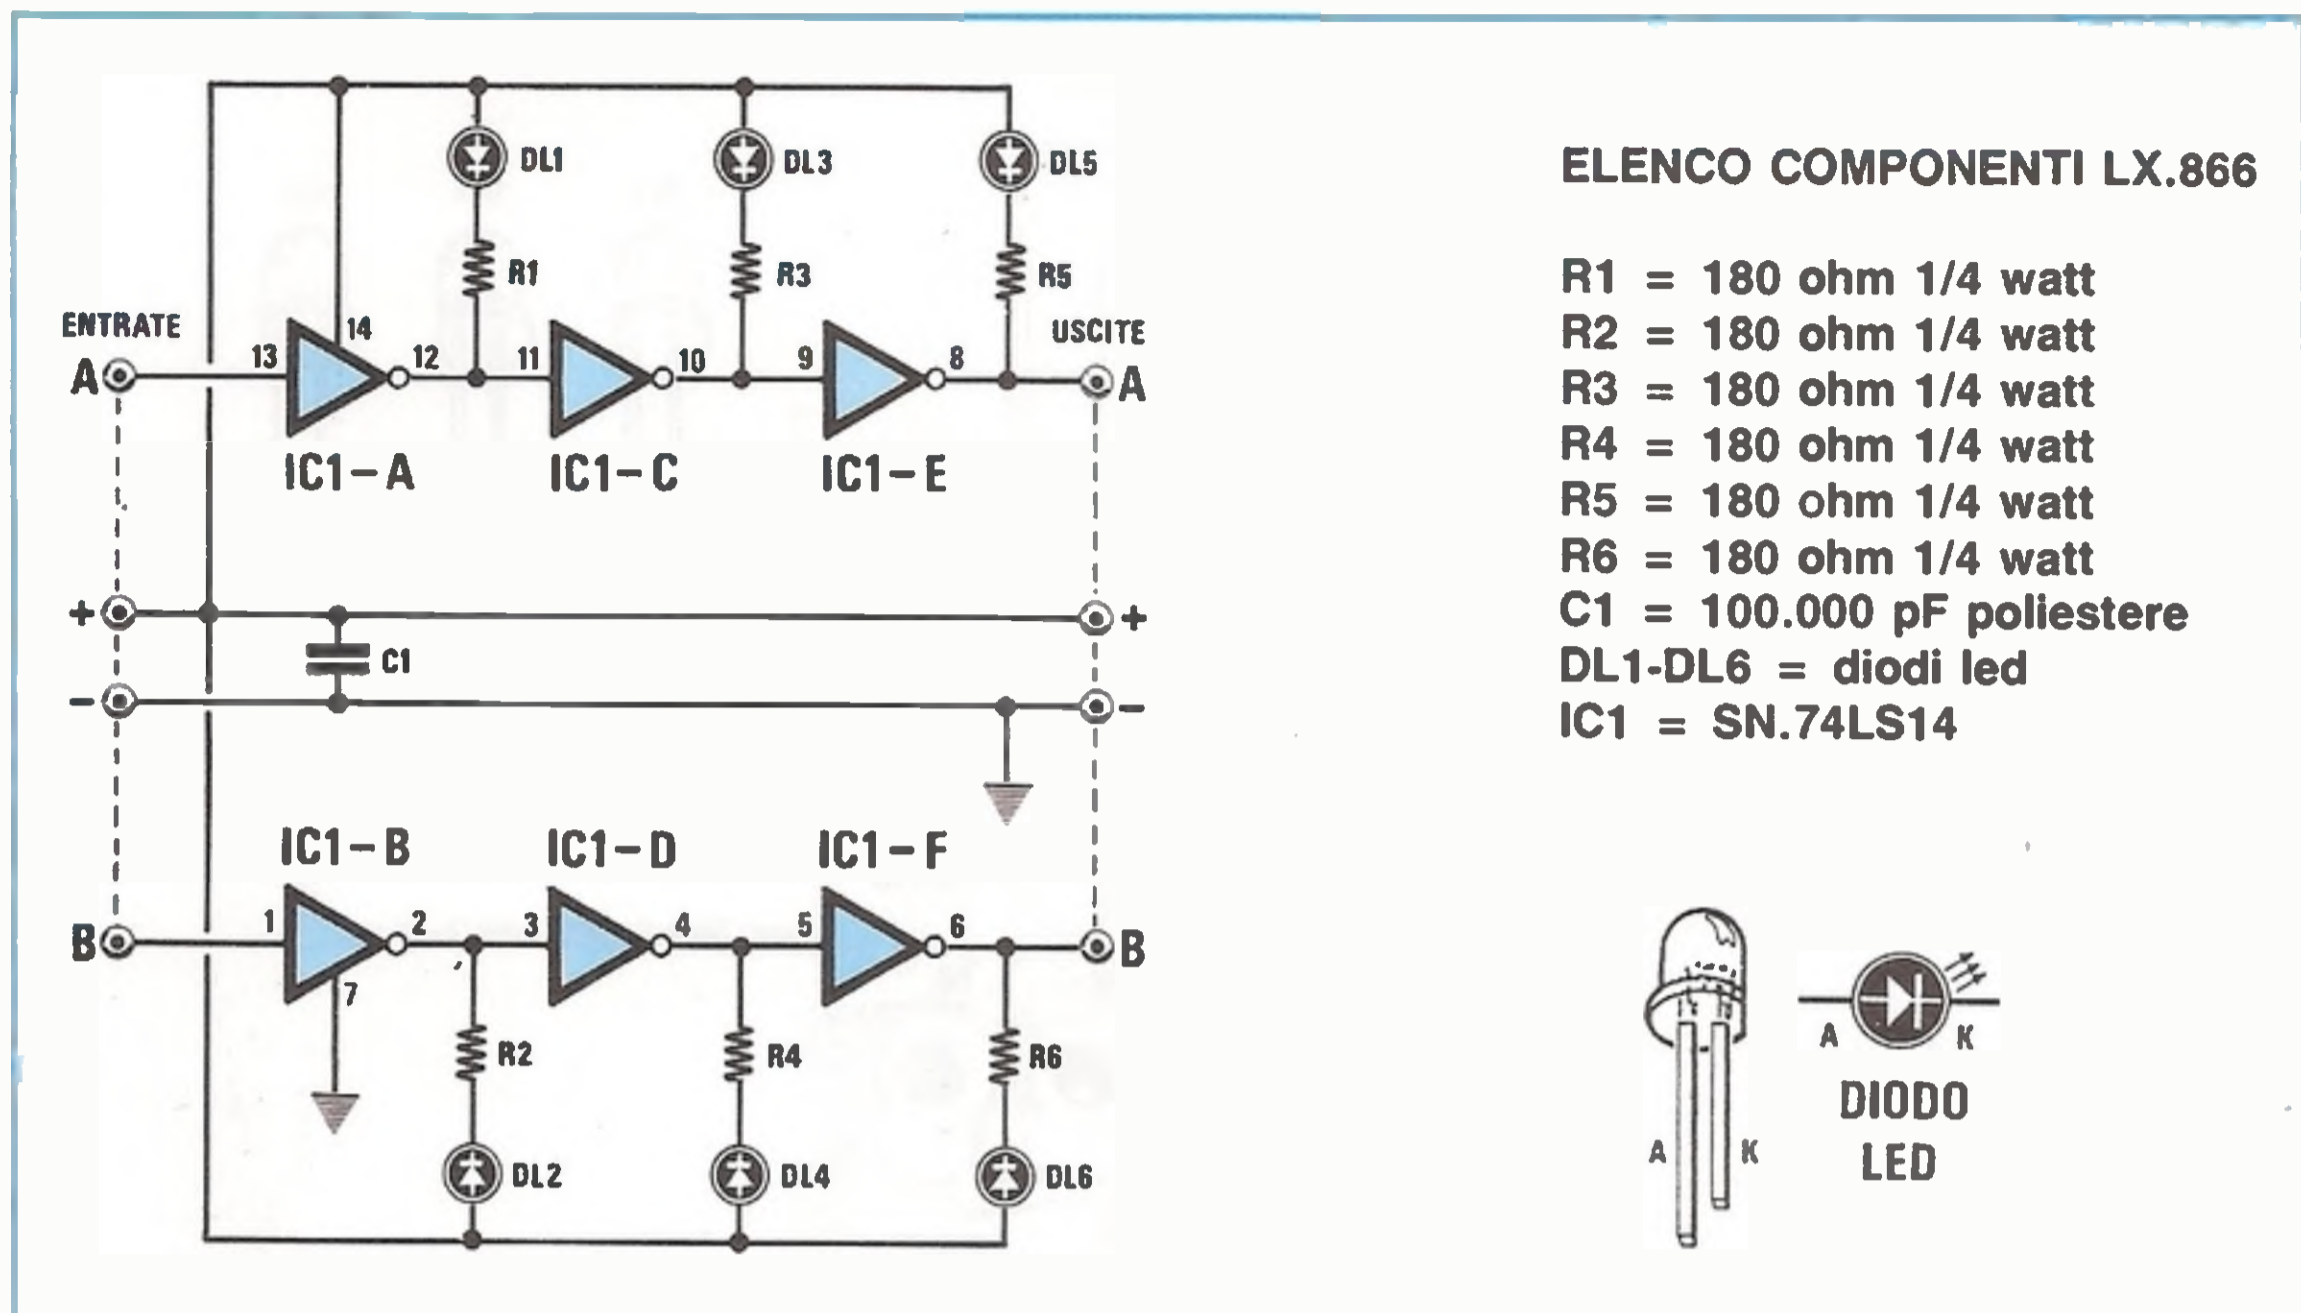 DL1
DL3
DL5
R1
R3
R5
ENTRATE
USCITE
A
13
14
12
11
10
9
8
A
IC1-A
IC1-C
IC1-E
+
+
C1
-
-
IC1-B
IC1-D
IC1-F
B
1
2
3
4
5
6
B
7
R2
R4
R6
DL2
DL4
DL6
ELENCO COMPONENTI LX.866
R1 = 180 ohm 1/4 watt
R2 = 180 ohm 1/4 watt
R3 = 180 ohm 1/4 watt
R4 = 180 ohm 1/4 watt
R5 = 180 ohm 1/4 watt
R6 = 180 ohm 1/4 watt
C1 = 100.000 pF poliestere
DL1-DL6 = diodi led
IC1 = SN.74LS14
A
K
A
K
DIODO
LED